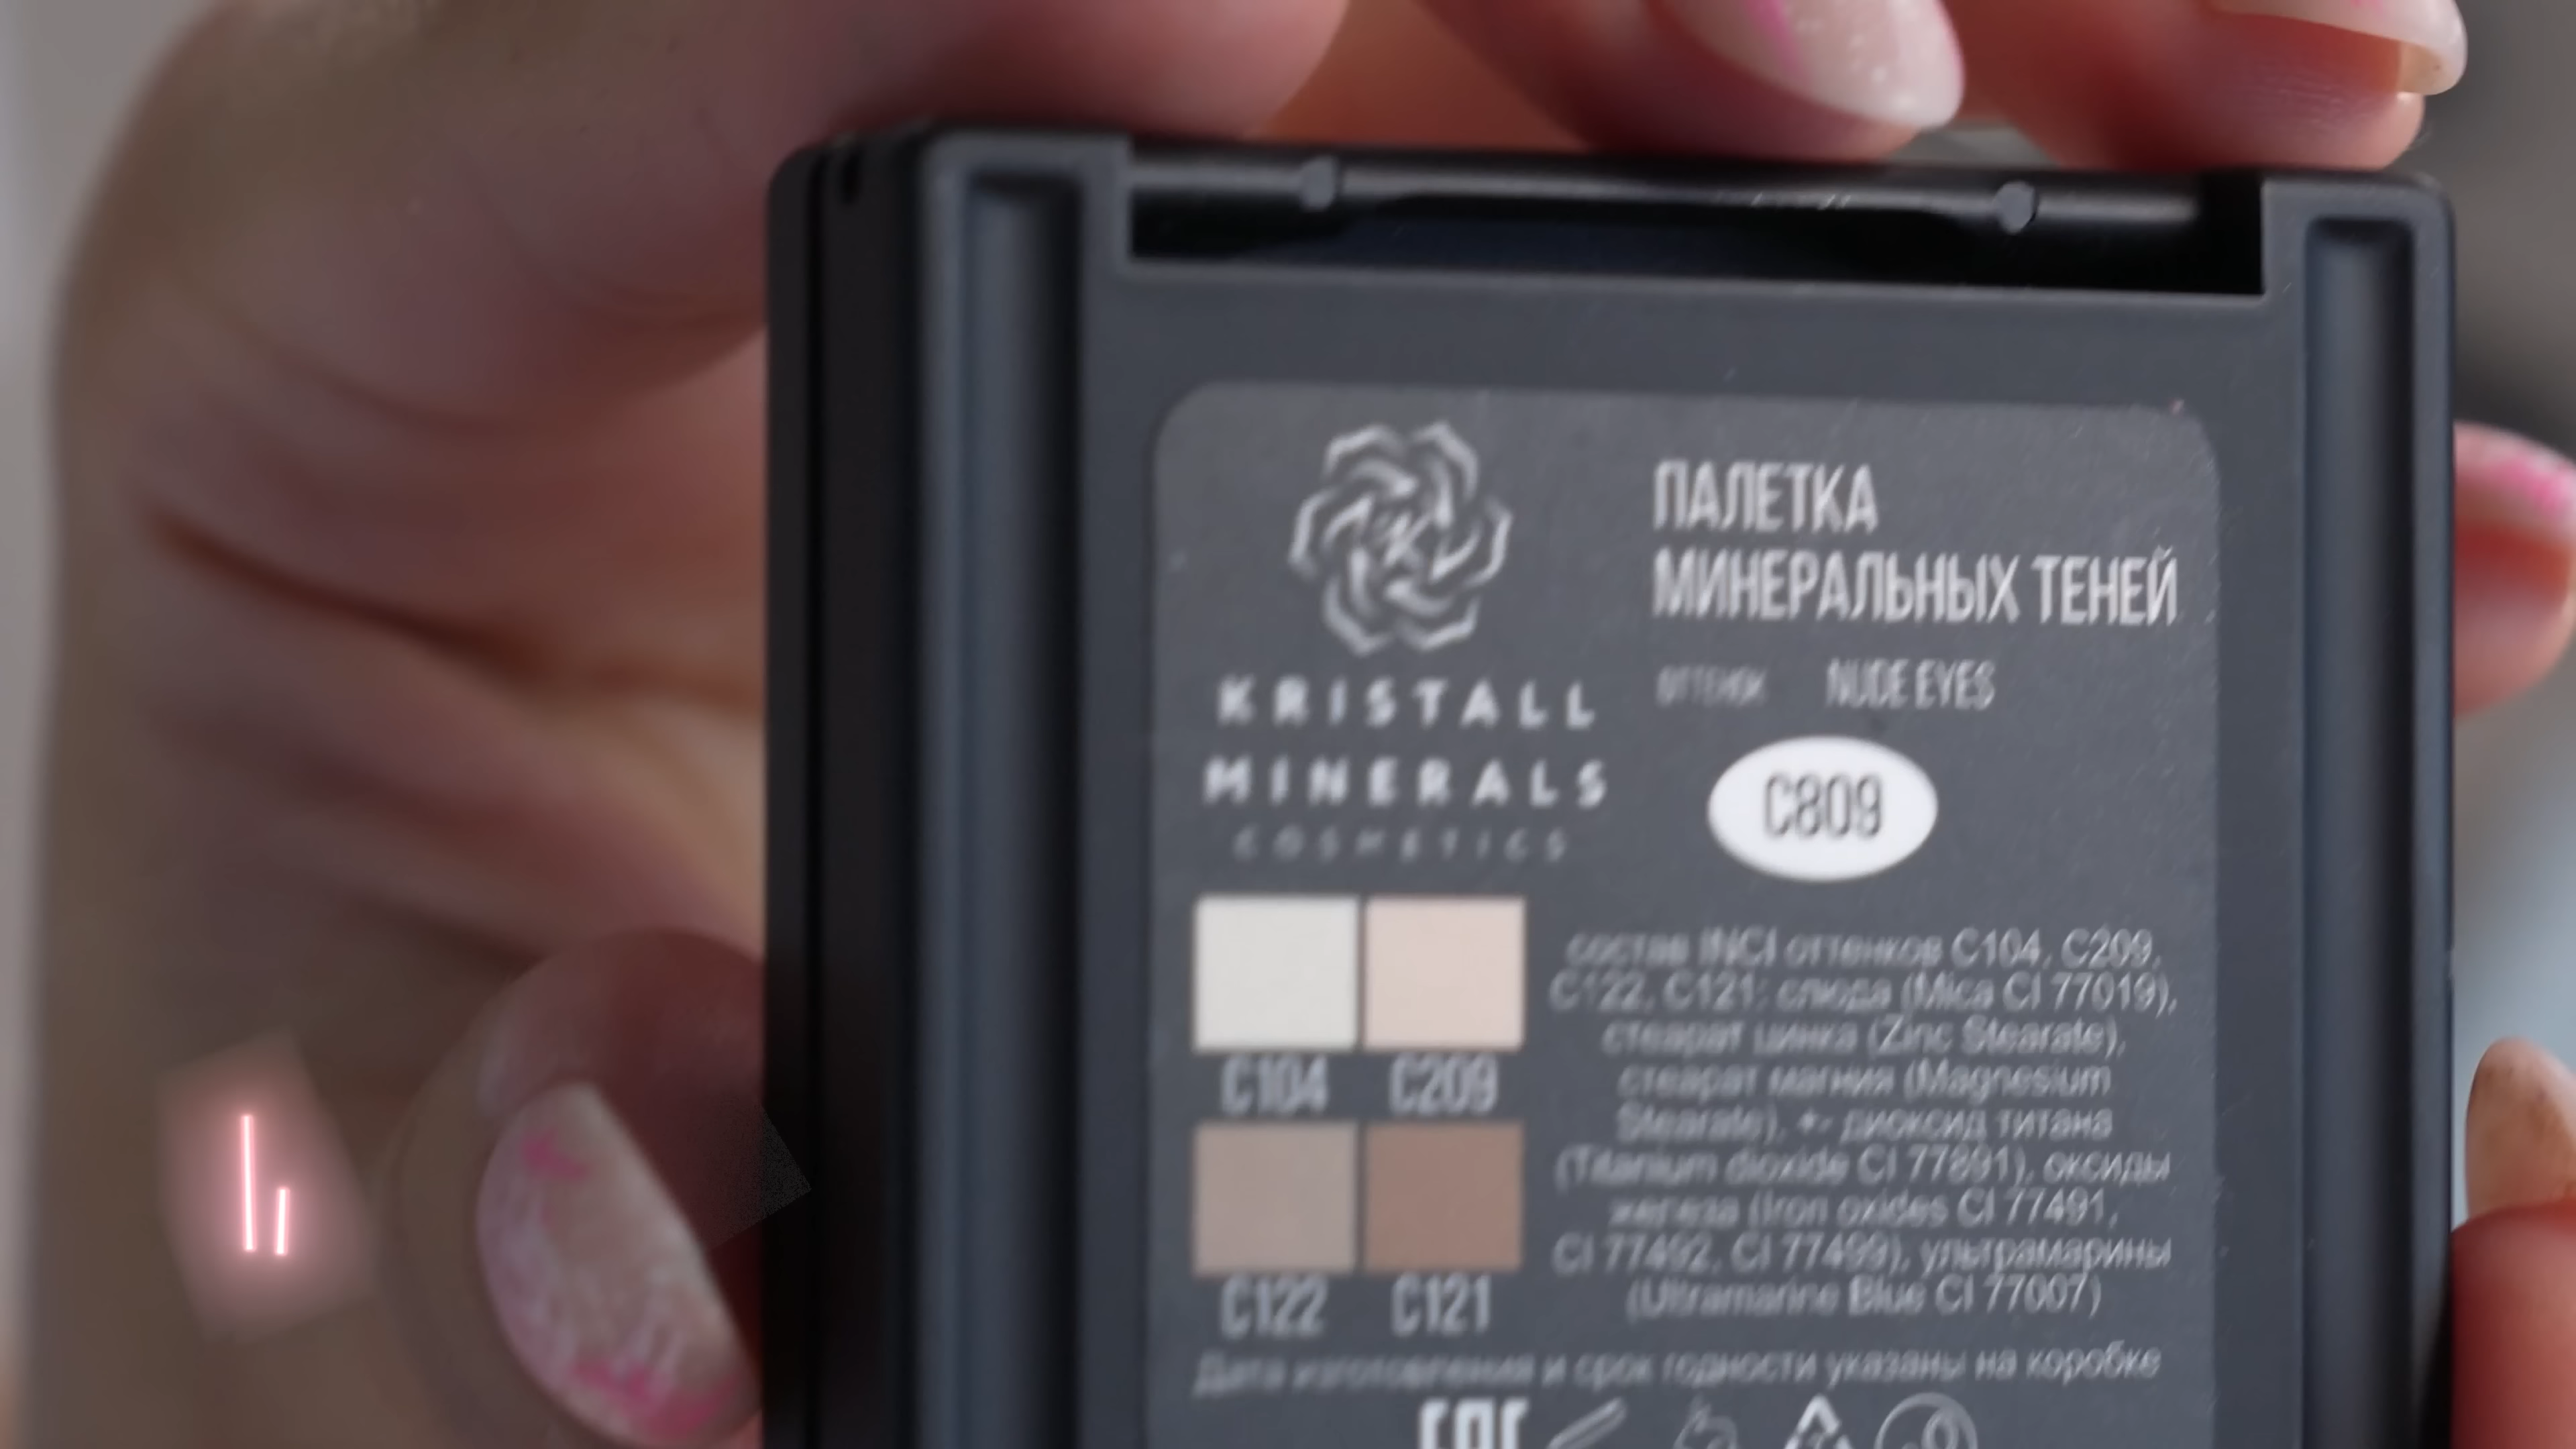 ПАЛЕТКА
МИНЕРАЛЬНЫХ ТЕНЕЙ
оттенок NUDE EYES
C809
KRISTALL
MINERALS
COSMETICS
C104 C209
C122 C121
состав INCI оттенков C104, C209,
C122, C121: слюда (Mica CI 77019),
стеарат цинка (Zinc Stearate),
стеарат магния (Magnesium
Stearate), +- диоксид титана
(Titanium dioxide CI 77891), оксиды
железа (Iron oxides CI 77491,
CI 77492, CI 77499), ультрамарины
(Ultramarine Blue CI 77007)
Дата изготовления и срок годности указаны на коробке